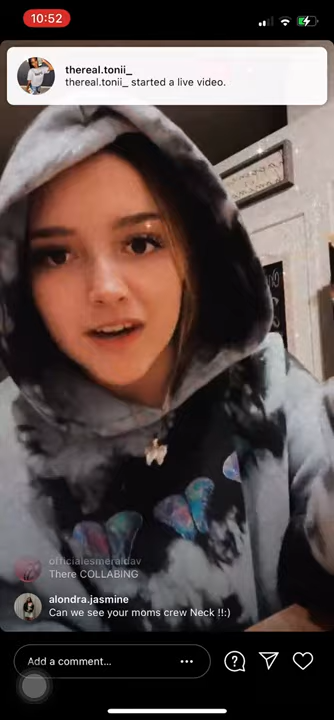 10:52
thereal.tonii_
thereal.tonii_ started a live video.
officialesmeraldav
There COLLABING
alondra.jasmine
Can we see your moms crew Neck !!:)
Add a comment...